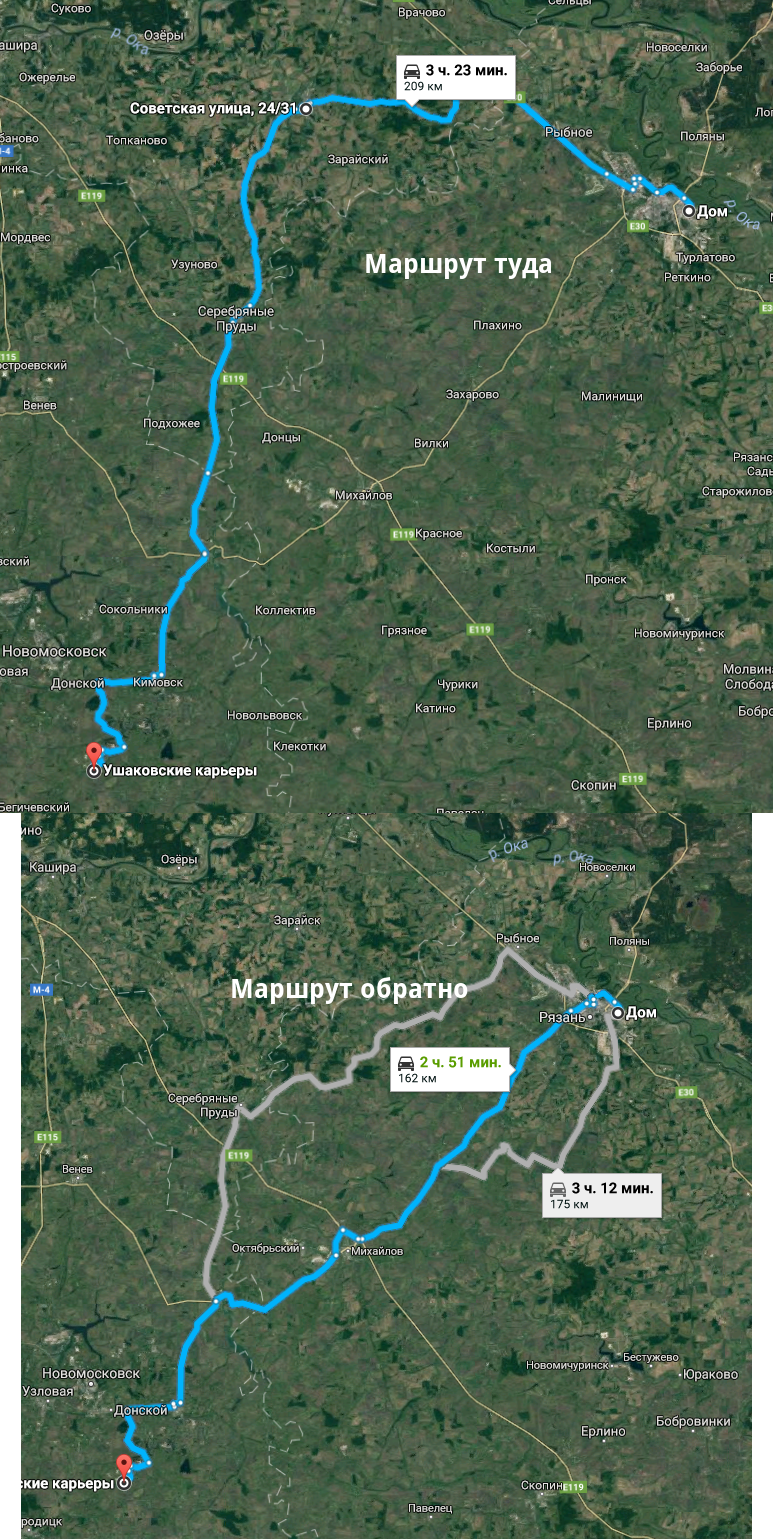 Суково
Врачово
Сельцы
р. Ока
Озёры
Кашира
Новоселки
Ожерелье
3 ч. 23 мин.
209 км
Заборье
Советская улица, 24/31
Рыбное
Поляны
Топканово
M-4
Зарайский
E119
Дом
р. Ока
E30
Мордвес
Маршрут туда
Узуново
Турлатово
Реткино
Серебряные
Пруды
Плахино
115
E119
Захарово
Малинищи
Венев
Подхожее
Донцы
Вилки
Михайлов
Старожилово
E119
Красное
Костыли
Пронск
Сокольники
Коллектив
Грязное
E119
Новомичуринск
Новомосковск
Донской
Кимовск
Чурики
Молвина
Слобода
Катино
Новольвовск
Ерлино
Клекотки
Ушаковские карьеры
Скопин
E119
Бегичевский
Кашира
Озёры
р. Ока
р. Ока
Новоселки
Зарайск
Рыбное
Поляны
M-4
Маршрут обратно
Рязань
Дом
2 ч. 51 мин.
162 км
Серебряные
Пруды
E30
E115
E119
Венев
3 ч. 12 мин.
175 км
Октябрьский
Михайлов
Новомосковск
Узловая
Новомичуринск
Бестужево
Юраково
Донской
Бобровинки
Ерлино
ские карьеры
Скопин
E119
Павелец
родицк